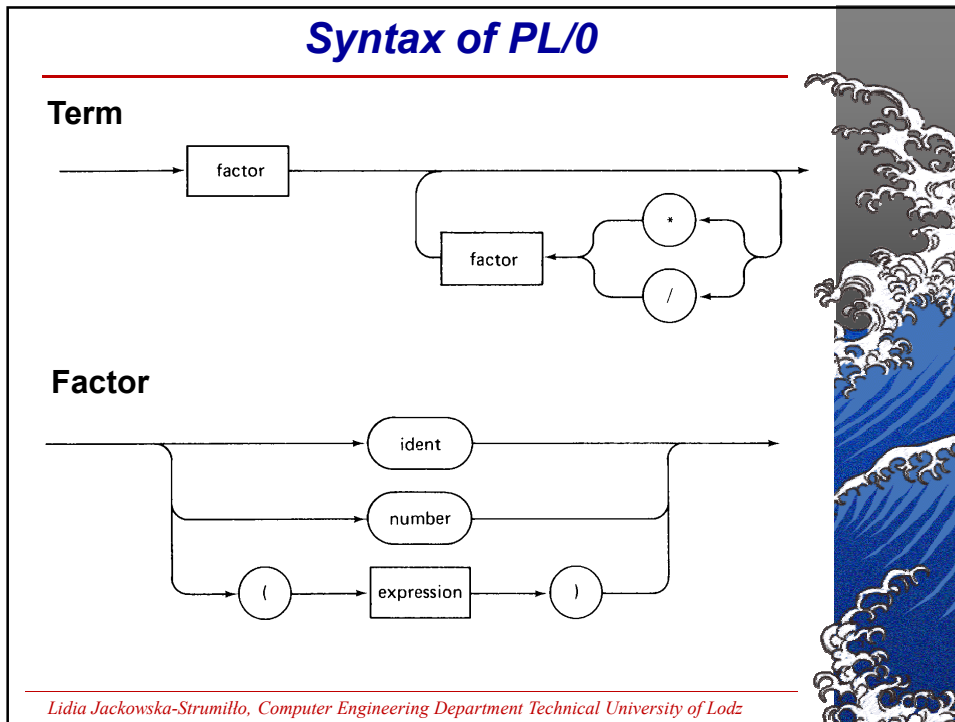 Syntax of PL/0
Term
factor
*
factor
/
Factor
ident
number
( expression )
Lidia Jackowska-Strumiłło, Computer Engineering Department Technical University of Lodz